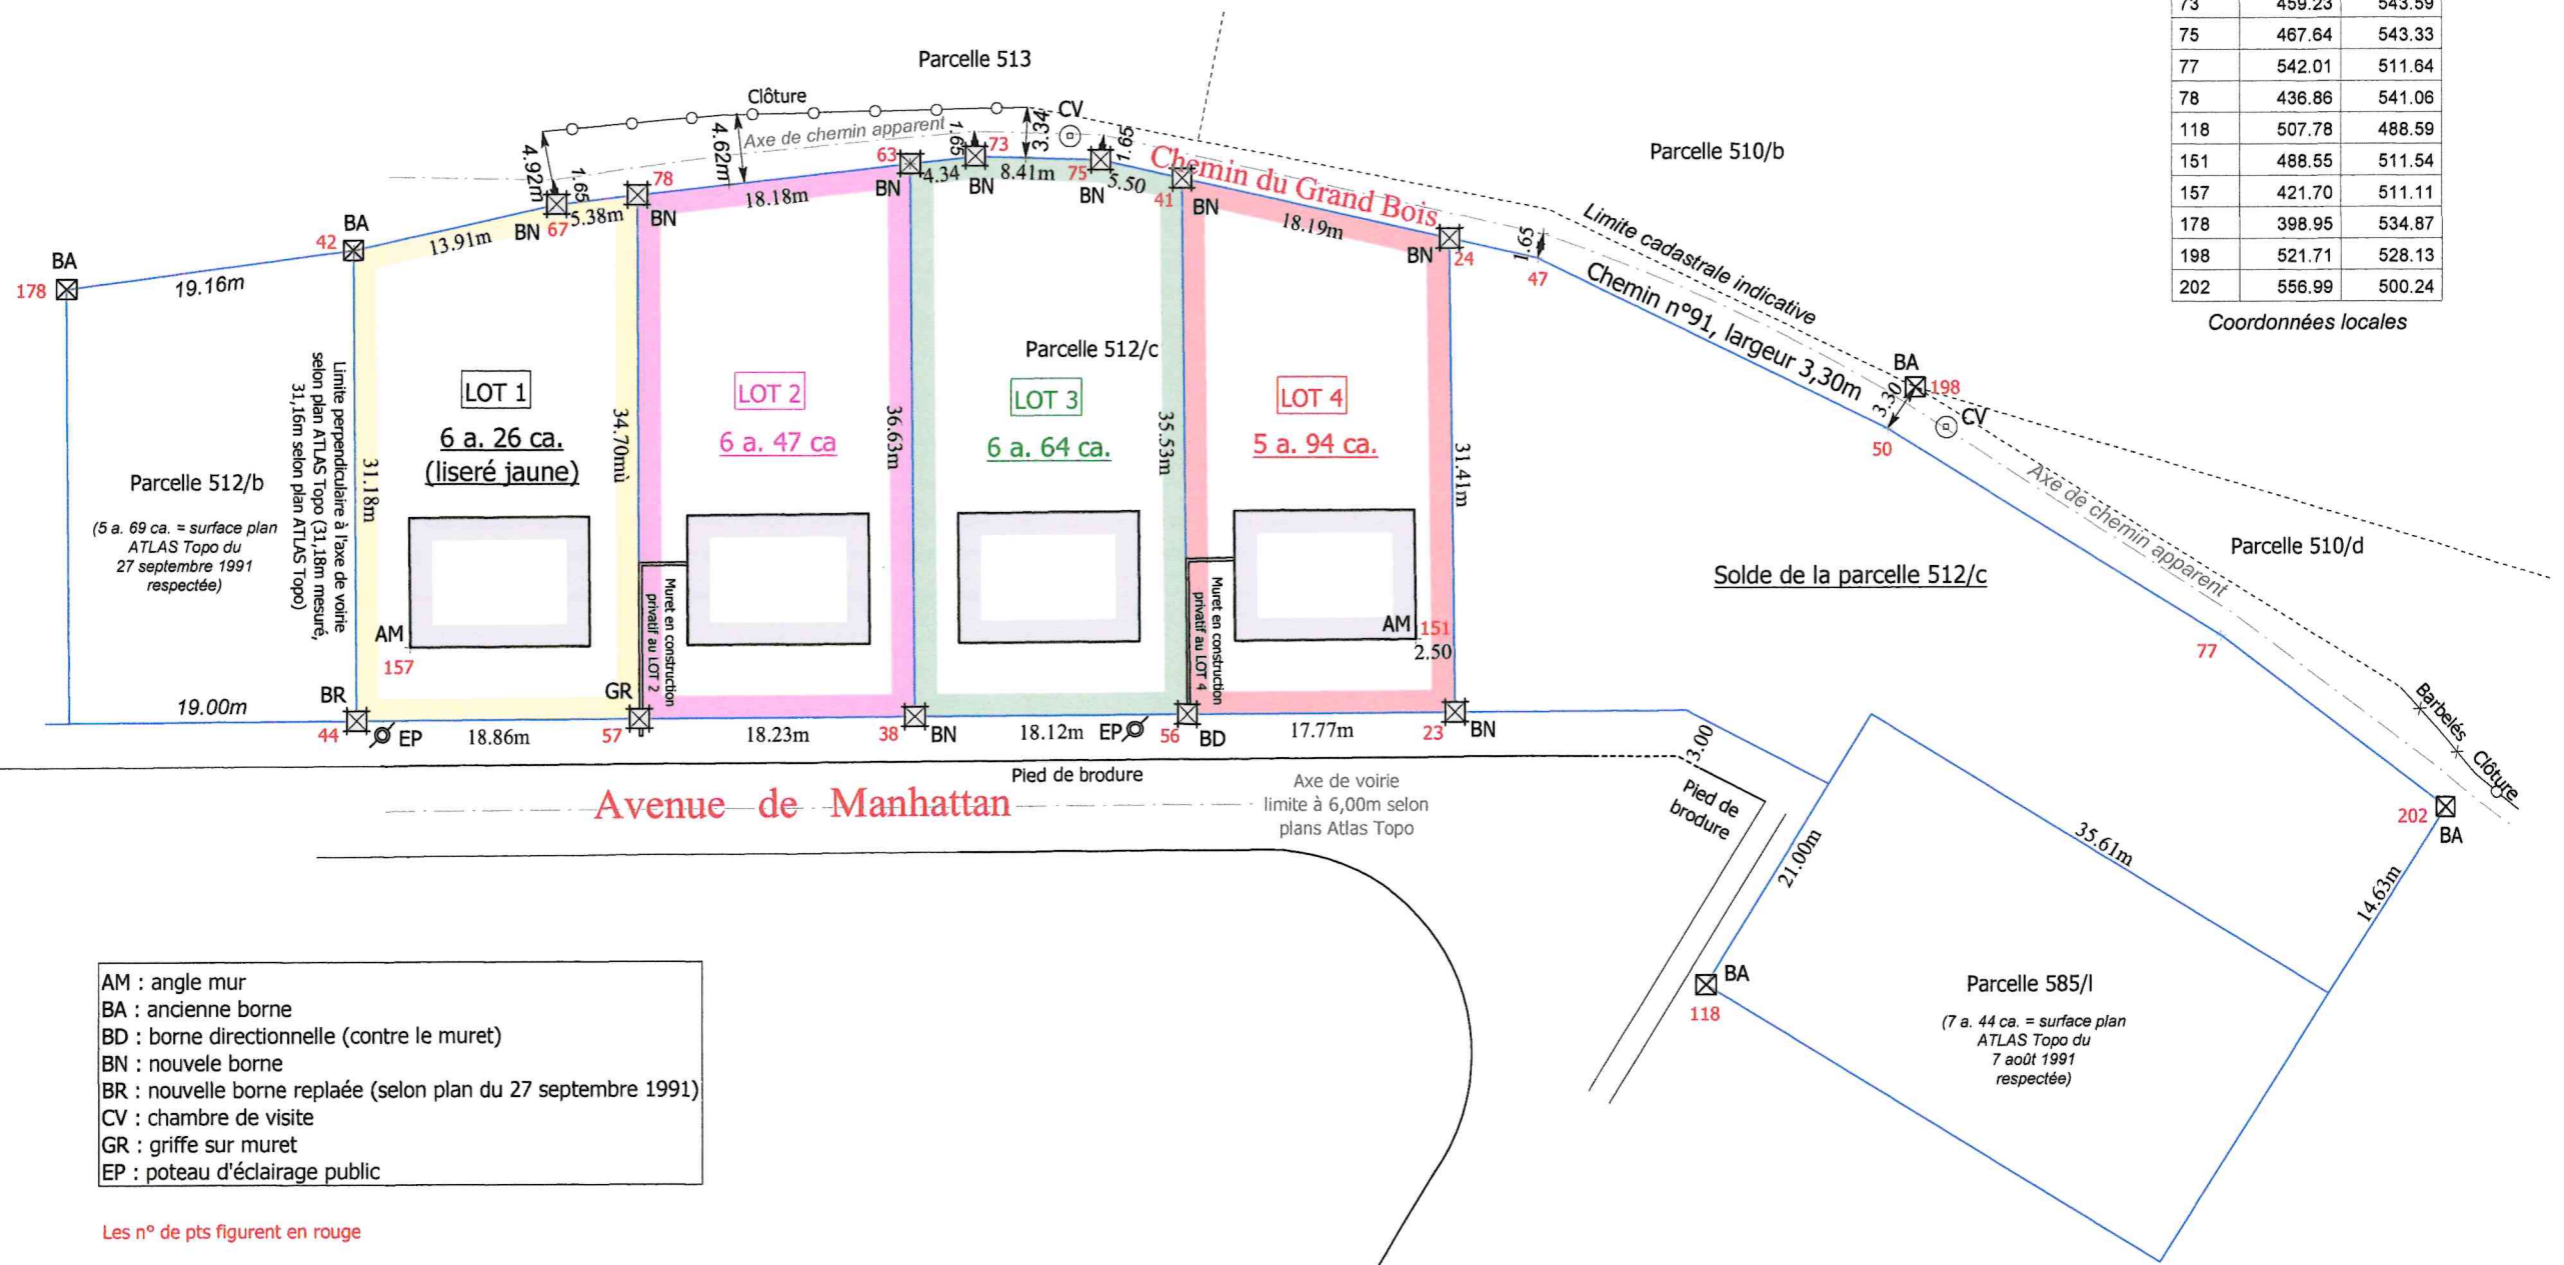 73 459.23 543.59
75 467.64 543.33
77 542.01 511.64
78 436.86 541.06
118 507.78 488.59
151 488.55 511.54
157 421.70 511.11
178 398.95 534.87
198 521.71 528.13
202 556.99 500.24
Coordonnées locales
Parcelle 513
Clôture
CV
Axe de chemin apparent
4.92m
1.65
4.62m
1.65
3.34
1.65
Parcelle 510/b
Chemin du Grand Bois
Limite cadastrale indicative
Chemin n°91, largeur 3,30m
BA
178
19.16m
BA
42
13.91m
BN
67
5.38m
78
BN
18.18m
63
BN
4.34
73
BN
8.41m
75
BN
5.50
41
BN
18.19m
BN
24
1.65
47
BA
198
3.30
CV
50
Axe de chemin apparent
Parcelle 510/d
Parcelle 512/b
(5 a. 69 ca. = surface plan
ATLAS Topo du
27 septembre 1991
respectée)
Limite perpendiculaire à l'axe de voirie
selon plan ATLAS Topo (31,18m mesuré,
31,16m selon plan ATLAS Topo)
31.18m
LOT 1
6 a. 26 ca.
(liseré jaune)
34.70mù
LOT 2
6 a. 47 ca
36.63m
Parcelle 512/c
LOT 3
6 a. 64 ca.
35.53m
LOT 4
5 a. 94 ca.
31.41m
Solde de la parcelle 512/c
AM
157
Muret en construction
privatif au LOT 2
Muret en construction
privatif au LOT 4
AM
151
2.50
77
19.00m
BR
44
EP
18.86m
GR
57
18.23m
38
BN
18.12m
EP
56
BD
17.77m
23
BN
3.00
Pied de brodure
Avenue de Manhattan
Axe de voirie
limite à 6,00m selon
plans Atlas Topo
Pied de
brodure
21.00m
35.61m
14.63m
Barbelés
Clôture
202
BA
BA
118
Parcelle 585/l
(7 a. 44 ca. = surface plan
ATLAS Topo du
7 août 1991
respectée)
AM : angle mur
BA : ancienne borne
BD : borne directionnelle (contre le muret)
BN : nouvele borne
BR : nouvelle borne replaée (selon plan du 27 septembre 1991)
CV : chambre de visite
GR : griffe sur muret
EP : poteau d'éclairage public
Les n° de pts figurent en rouge